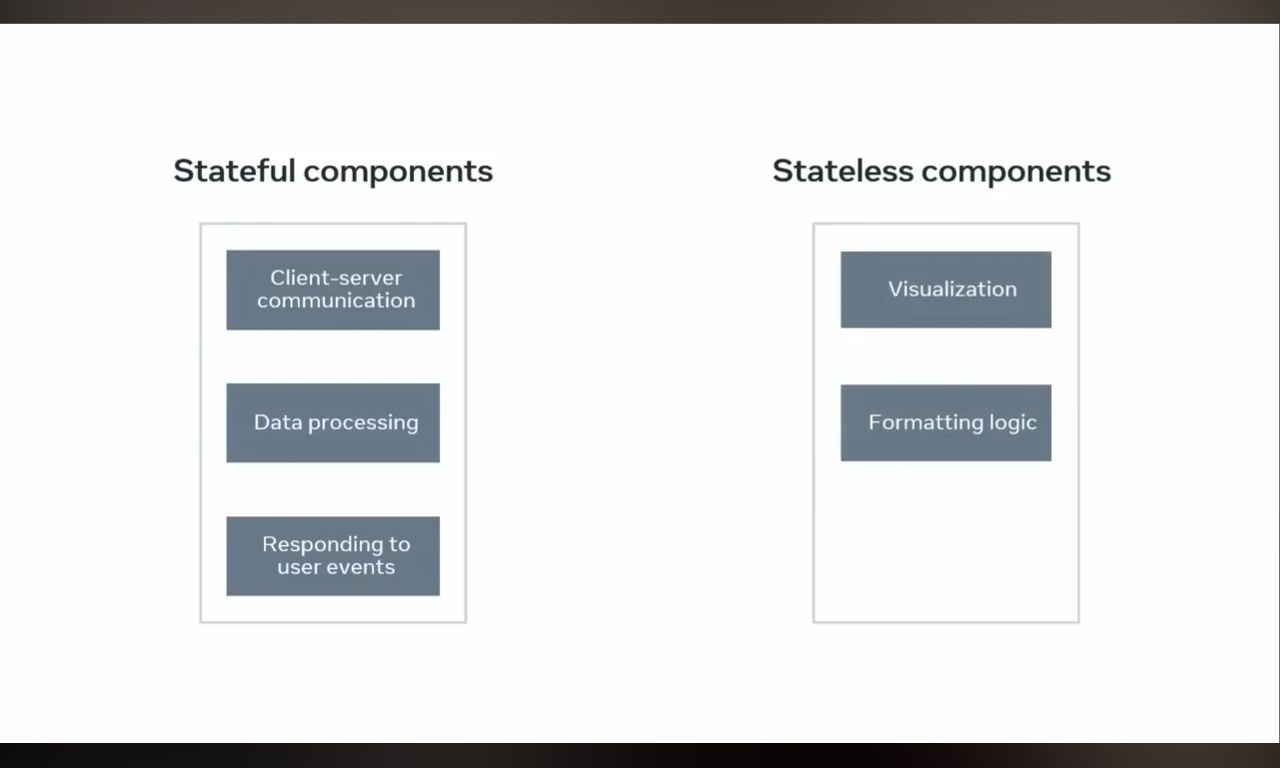 Stateful components
Client-server
communication
Data processing
Responding to
user events
Stateless components
Visualization
Formatting logic